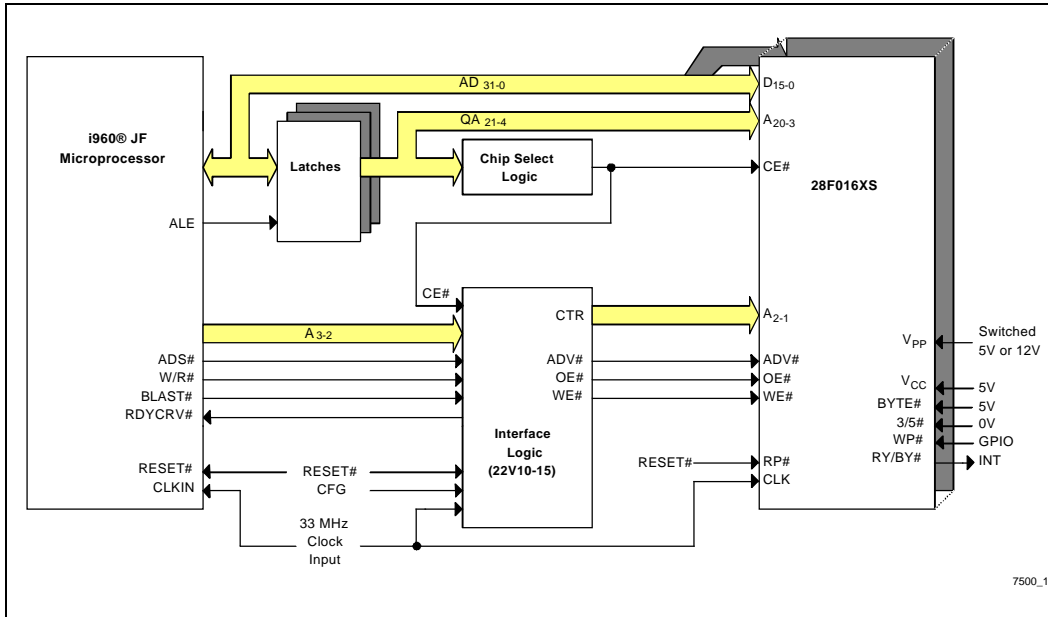 i960® JF
Microprocessor
ALE
ADS#
W/R#
BLAST#
RDYCRV#
RESET#
CLKIN
AD 31-0
QA 21-4
Latches
Chip Select
Logic
CE#
A 3-2
CTR
ADV#
OE#
WE#
Interface
Logic
(22V10-15)
RESET#
CFG
33 MHz
Clock
Input
RESET#
D15-0
A20-3
CE#
28F016XS
A2-1
ADV#
OE#
WE#
RP#
CLK
VPP
VCC
BYTE#
3/5#
WP#
RY/BY#
Switched
5V or 12V
5V
5V
0V
GPIO
INT
7500_1